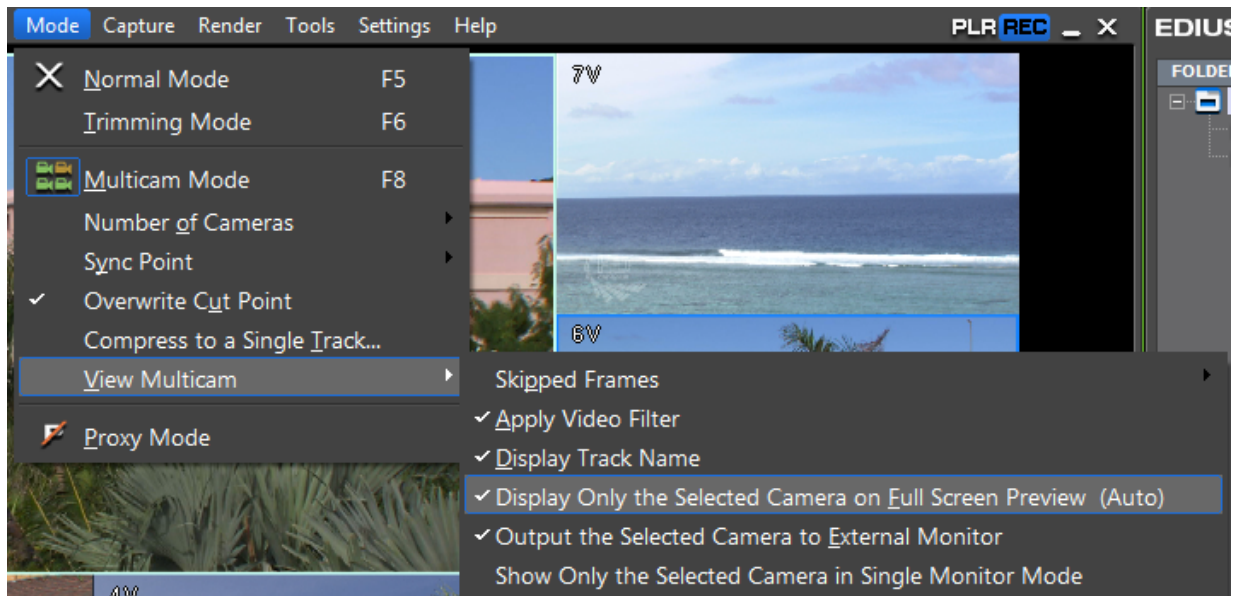 Mode Capture Render Tools Settings Help PLR REC EDIUS
FOLDE
7V
Normal Mode F5
Trimming Mode F6
Multicam Mode F8
Number of Cameras
Sync Point
Overwrite Cut Point
Compress to a Single Track...
View Multicam
Proxy Mode
6V
Skipped Frames
Apply Video Filter
Display Track Name
Display Only the Selected Camera on Full Screen Preview (Auto)
Output the Selected Camera to External Monitor
Show Only the Selected Camera in Single Monitor Mode
4V